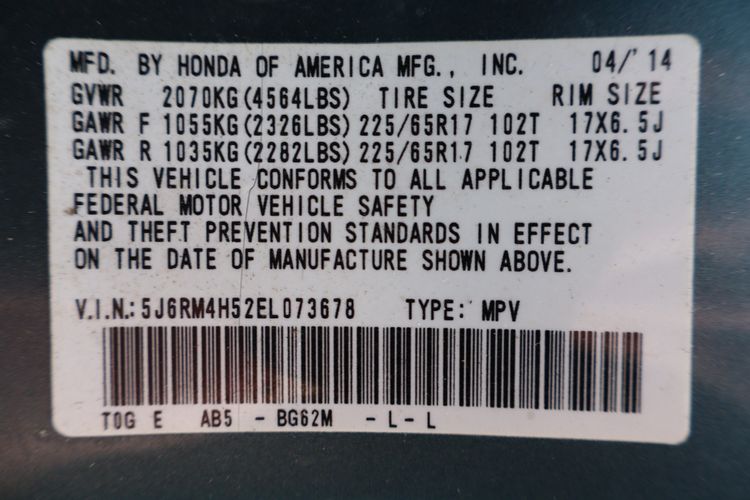 MFD. BY HONDA OF AMERICA MFG., INC. 04/'14
GVWR 2070KG(4564LBS) TIRE SIZE RIM SIZE
GAWR F 1055KG(2326LBS) 225/65R17 102T 17X6.5J
GAWR R 1035KG(2282LBS) 225/65R17 102T 17X6.5J
THIS VEHICLE CONFORMS TO ALL APPLICABLE
FEDERAL MOTOR VEHICLE SAFETY
AND THEFT PREVENTION STANDARDS IN EFFECT
ON THE DATE OF MANUFACTURE SHOWN ABOVE.
V.I.N.: 5J6RM4H52EL073678 TYPE: MPV
T0G E AB5 - BG62M - L - L